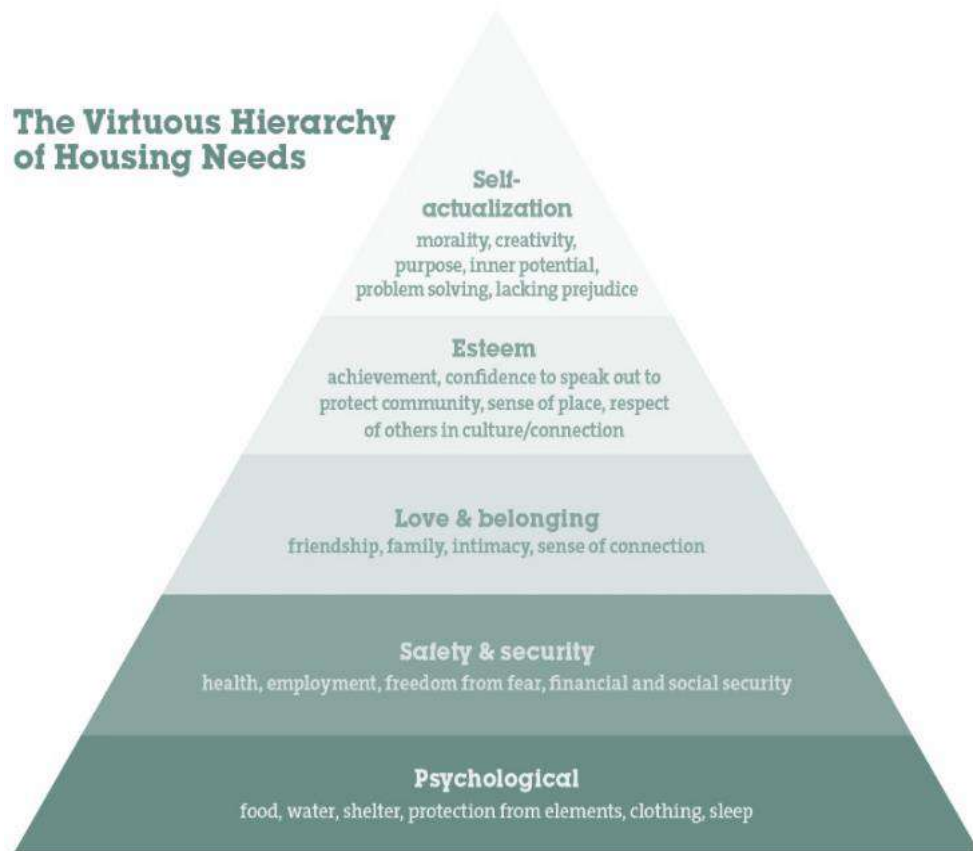 The Virtuous Hierarchy
of Housing Needs
Self-
actualization
morality, creativity,
purpose, inner potential,
problem solving, lacking prejudice
Esteem
achievement, confidence to speak out to
protect community, sense of place, respect
of others in culture/connection
Love & belonging
friendship, family, intimacy, sense of connection
Safety & security
health, employment, freedom from fear, financial and social security
Psychological
food, water, shelter, protection from elements, clothing, sleep